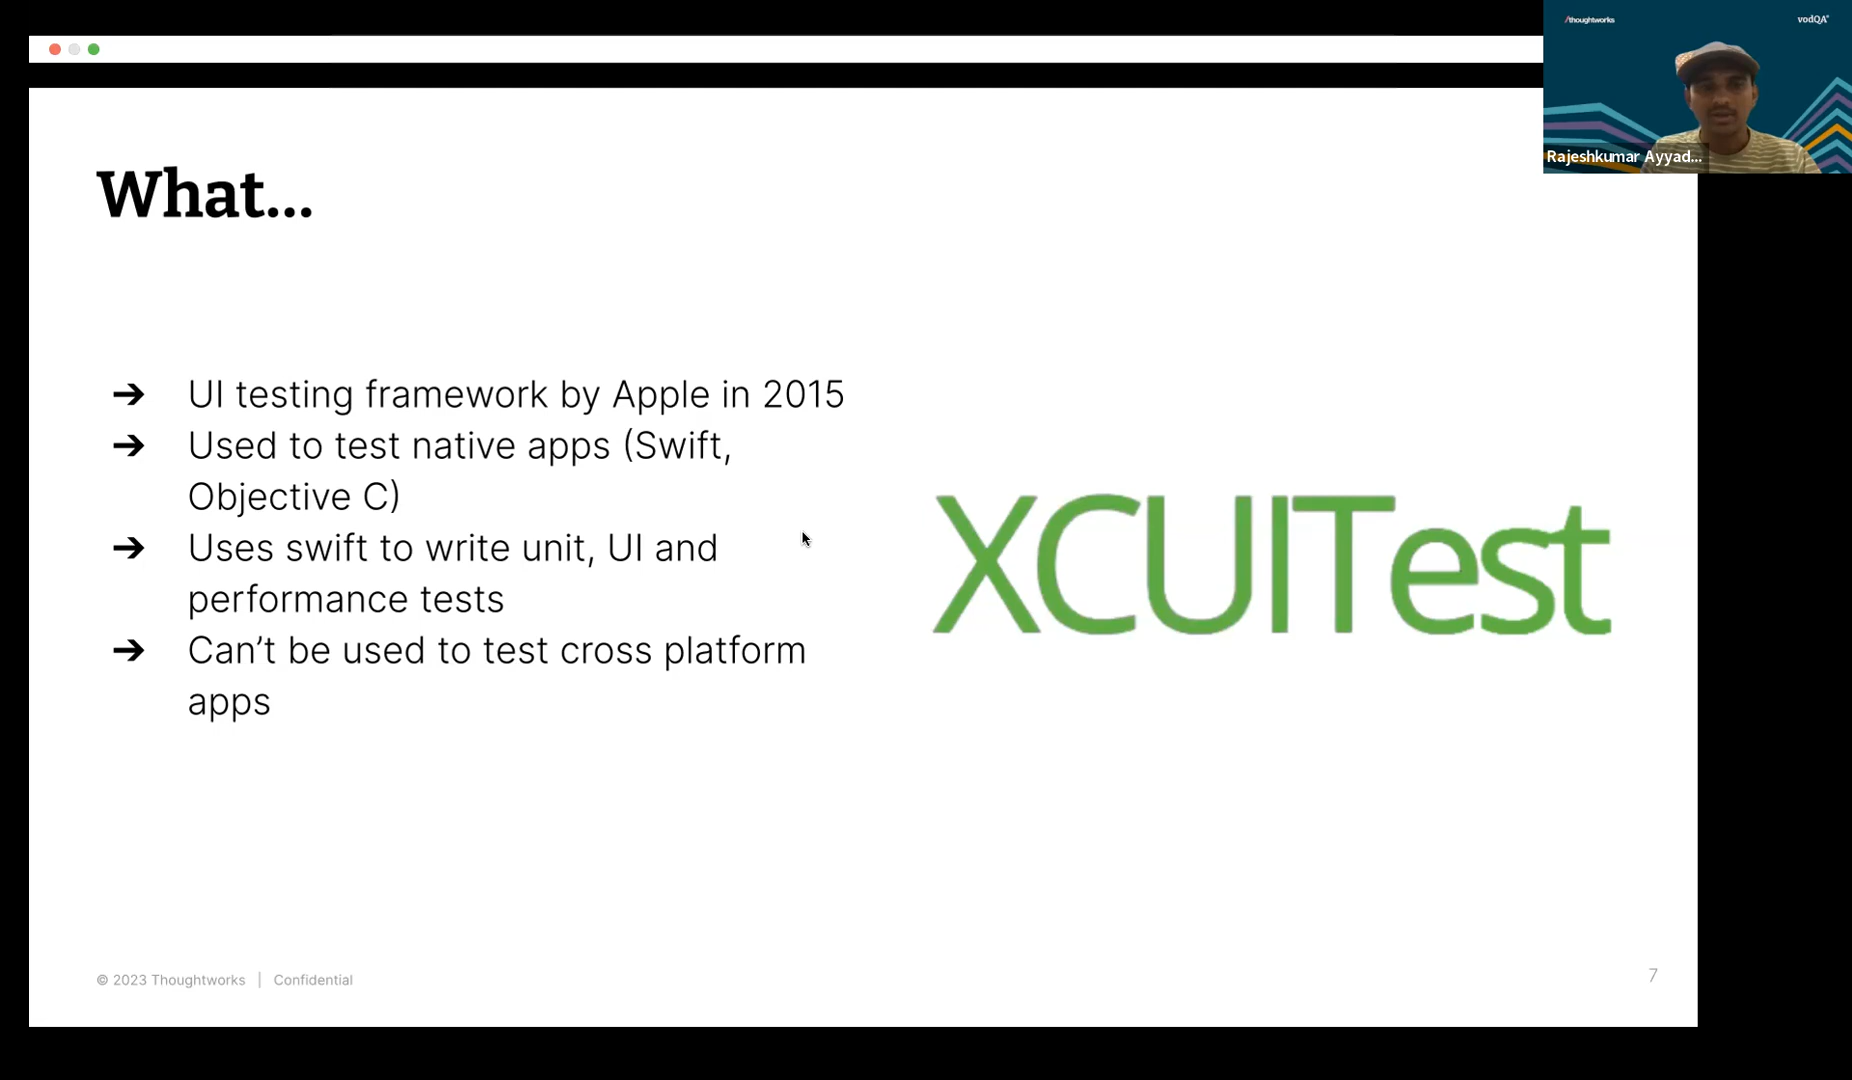 /thoughtworks
vodQA®
Rajeshkumar Ayyad...
What...
➔ UI testing framework by Apple in 2015
➔ Used to test native apps (Swift,
Objective C)
➔ Uses swift to write unit, UI and
performance tests
➔ Can’t be used to test cross platform
apps
XCUITest
© 2023 Thoughtworks | Confidential
7